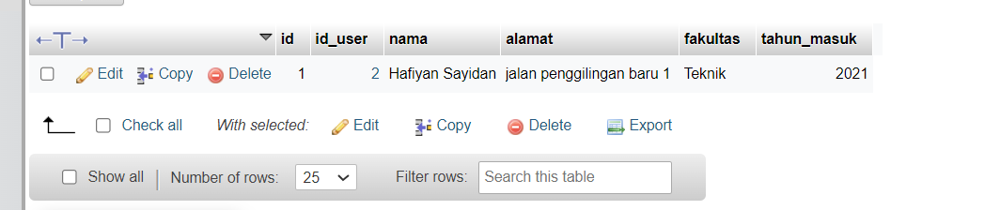 id id_user nama alamat fakultas tahun_masuk
Edit Copy Delete 1 2 Hafiyan Sayidan jalan penggilingan baru 1 Teknik 2021
Check all With selected: Edit Copy Delete Export
Show all Number of rows: 25 Filter rows: Search this table